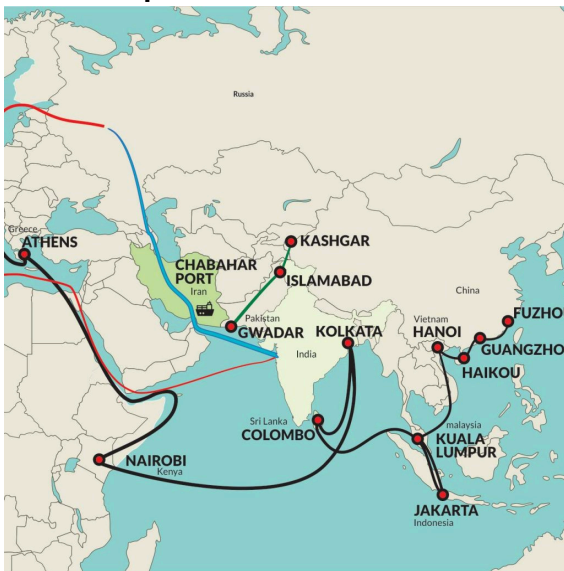 Russia
Greece
ATHENS
KASHGAR
CHABAHAR
PORT
Iran
ISLAMABAD
China
Pakistan
GWADAR
KOLKATA
India
Vietnam
HANOI
FUZHO
GUANGZHO
HAIKOU
Sri Lanka
COLOMBO
malaysia
KUALA
LUMPUR
NAIROBI
Kenya
JAKARTA
Indonesia